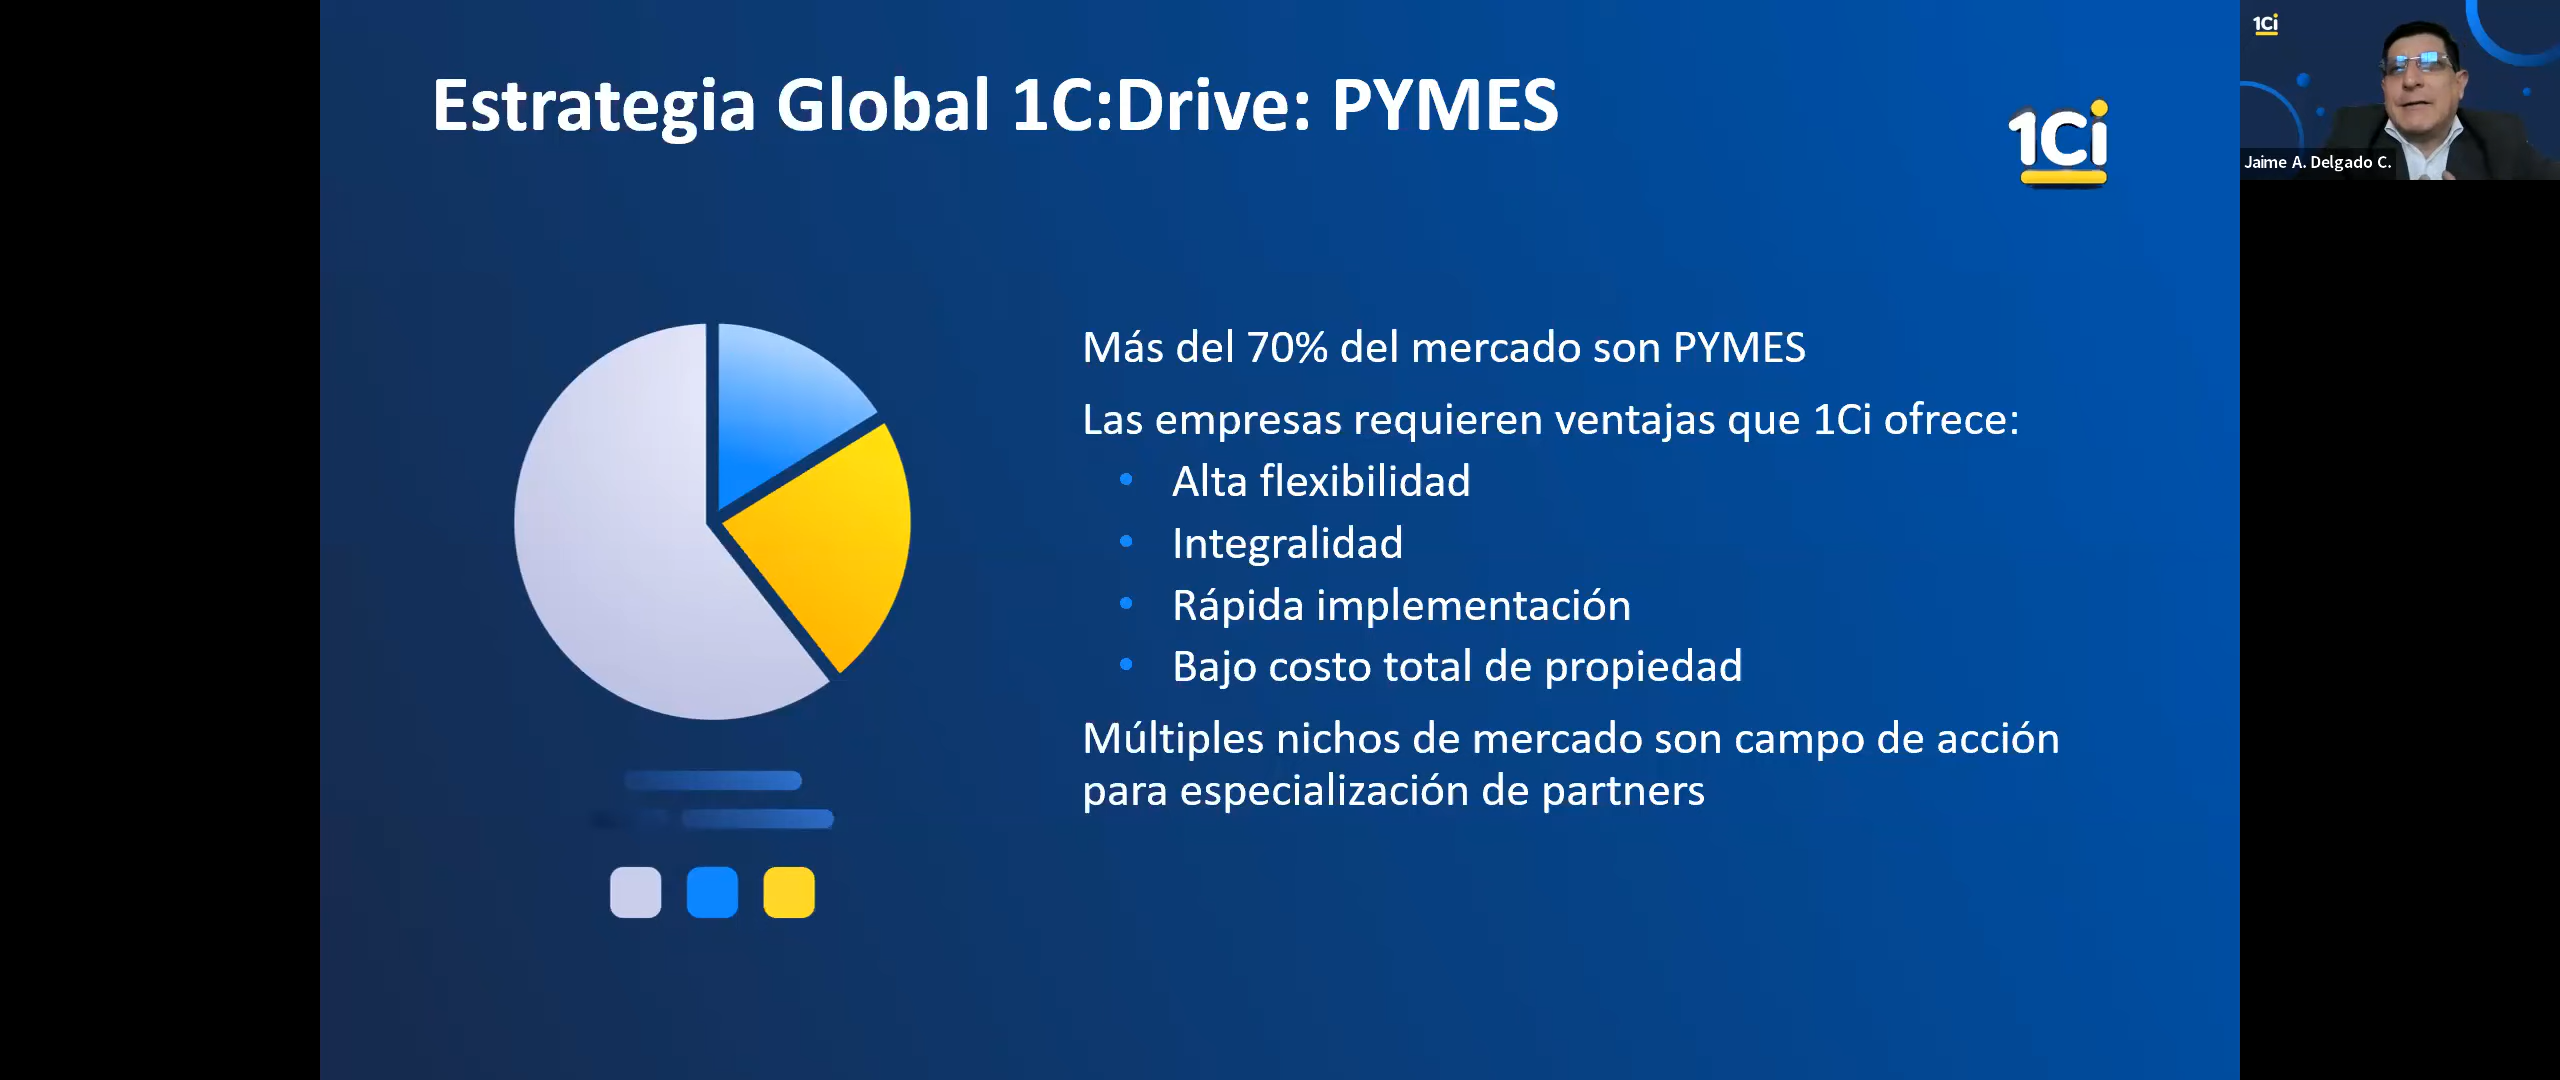 Estrategia Global 1C:Drive: PYMES
1Ci
1Ci
Jaime A. Delgado C.
Más del 70% del mercado son PYMES
Las empresas requieren ventajas que 1Ci ofrece:
• Alta flexibilidad
• Integralidad
• Rápida implementación
• Bajo costo total de propiedad
Múltiples nichos de mercado son campo de acción
para especialización de partners